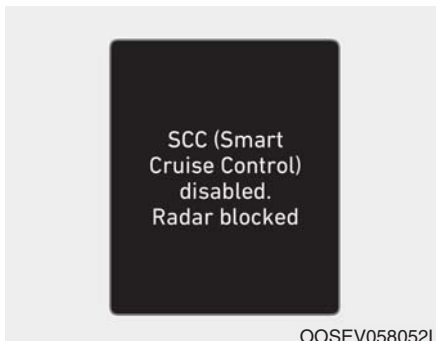 SCC (Smart
Cruise Control)
disabled.
Radar blocked
OOSEV058052L